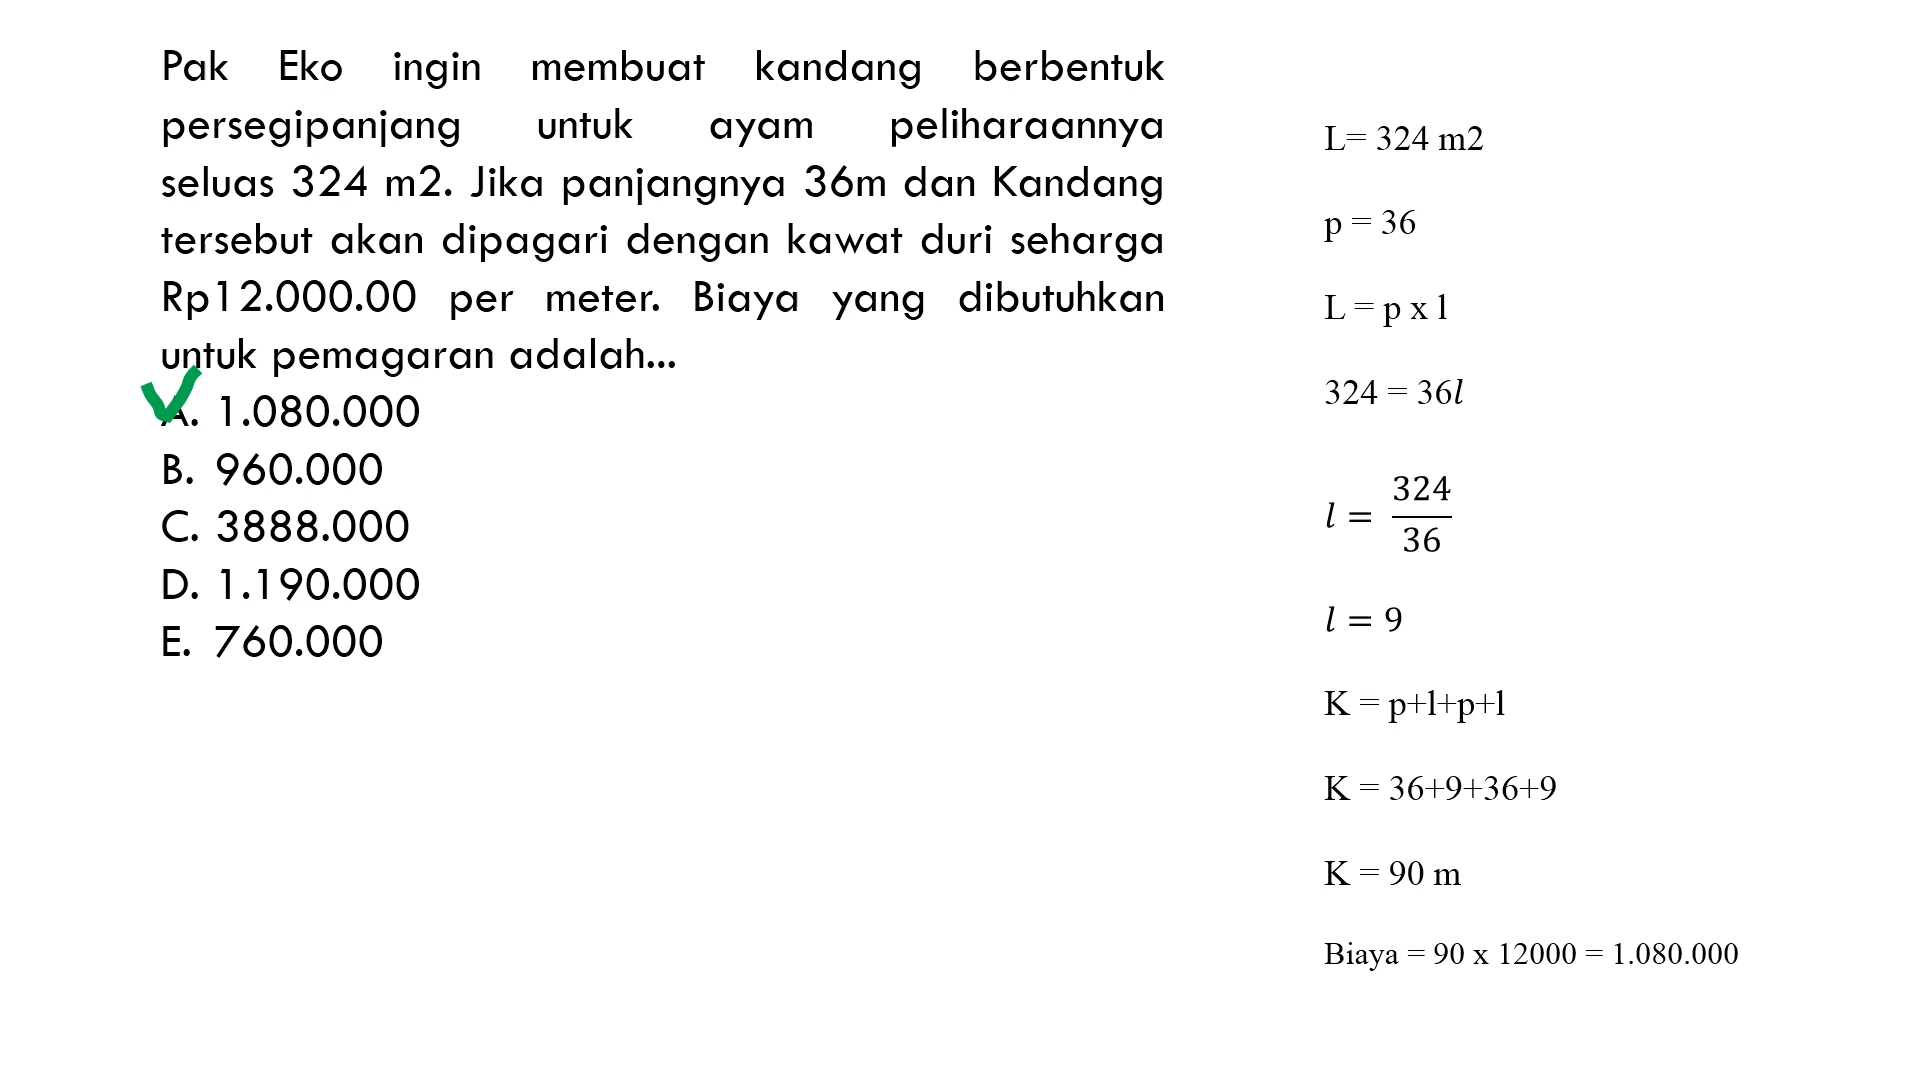 Pak Eko ingin membuat kandang berbentuk
persegipanjang untuk ayam peliharaannya
seluas 324 m2. Jika panjangnya 36m dan Kandang
tersebut akan dipagari dengan kawat duri seharga
Rp12.000.00 per meter. Biaya yang dibutuhkan
untuk pemagaran adalah...
A. 1.080.000
B. 960.000
C. 3888.000
D. 1.190.000
E. 760.000
L= 324 m2
p = 36
L = p x l
324 = 36l
l = 324/36
l = 9
K = p+l+p+l
K = 36+9+36+9
K = 90 m
Biaya = 90 x 12000 = 1.080.000